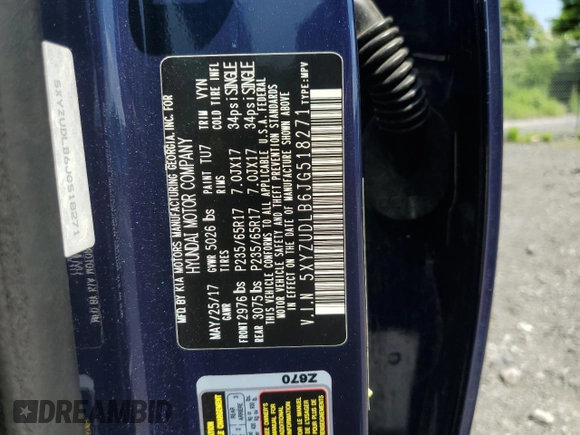 MFD. BY KIA MOTORS MANUFACTURING GEORGIA, INC. FOR
HYUNDAI MOTOR COMPANY
MAY/25/17 GVWR 5026 lbs PAINT TU7 TRIM VYN
GAWR TIRES RIMS COLD TIRE INFL
FRONT 2976 lbs P235/65R17 7.0JX17 34psi SINGLE
REAR 3075 lbs P235/65R17 7.0JX17 34psi SINGLE
THIS VEHICLE CONFORMS TO ALL APPLICABLE U.S.A. FEDERAL
MOTOR VEHICLE SAFETY, BUMPER, AND THEFT PREVENTION STANDARDS
IN EFFECT ON THE DATE OF MANUFACTURE SHOWN ABOVE.
V.I.N 5XYZUDLB6JG518271 TYPE:MPV
5XYZUDLB6JG518271
Z670
REAR
DREAMBID